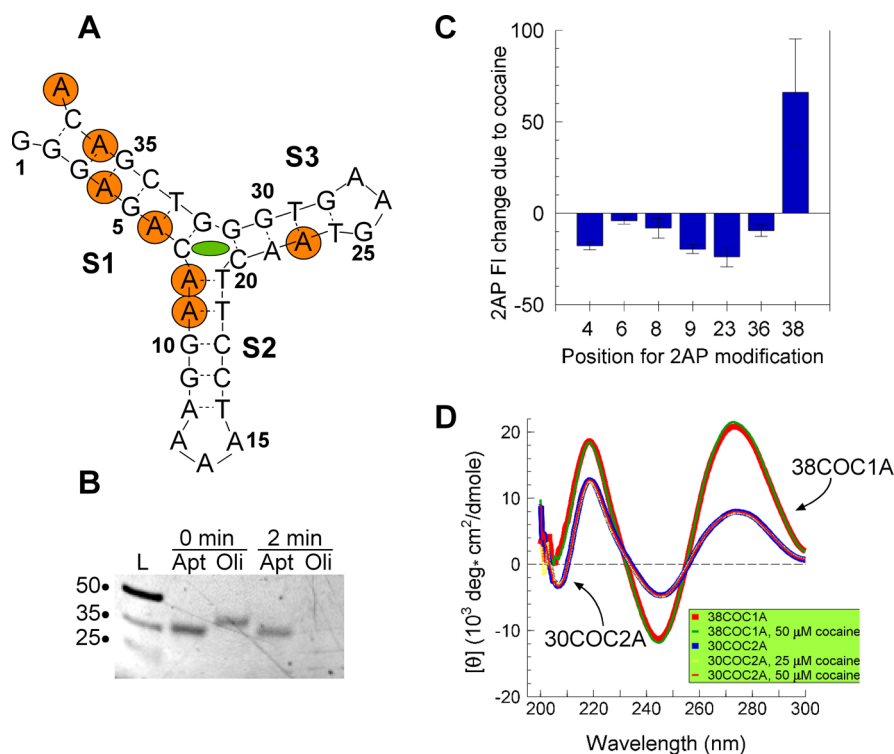 A
A
C
G G A 35
S3
G
1 G C A
A 30 A
T G
G G T
5 A G G G
T
C A 25
C A
S1
A T 20
A T
10 G C S2
G C
A T
A A 15
A
B
0 min 2 min
L Apt Oli Apt Oli
50•
35•
25•
C
2AP FI change due to cocaine
100
50
0
-50
4 6 8 9 23 36 38
Position for 2AP modification
D
[θ] (10³ deg* cm²/dmole)
20
10
0
-10
-20
38COC1A
30COC2A
38COC1A
38COC1A, 50 µM cocaine
30COC2A
30COC2A, 25 µM cocaine
30COC2A, 50 µM cocaine
200 220 240 260 280 300
Wavelength (nm)